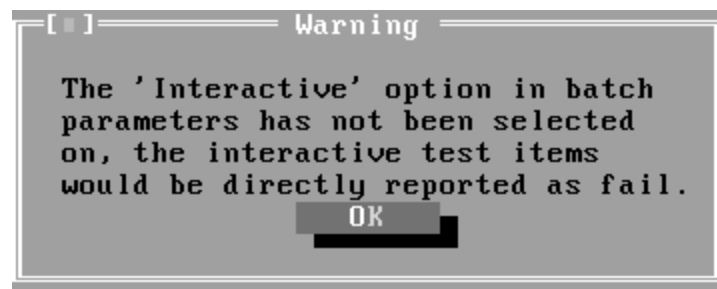 [ ] Warning
The 'Interactive' option in batch
parameters has not been selected
on, the interactive test items
would be directly reported as fail.
OK